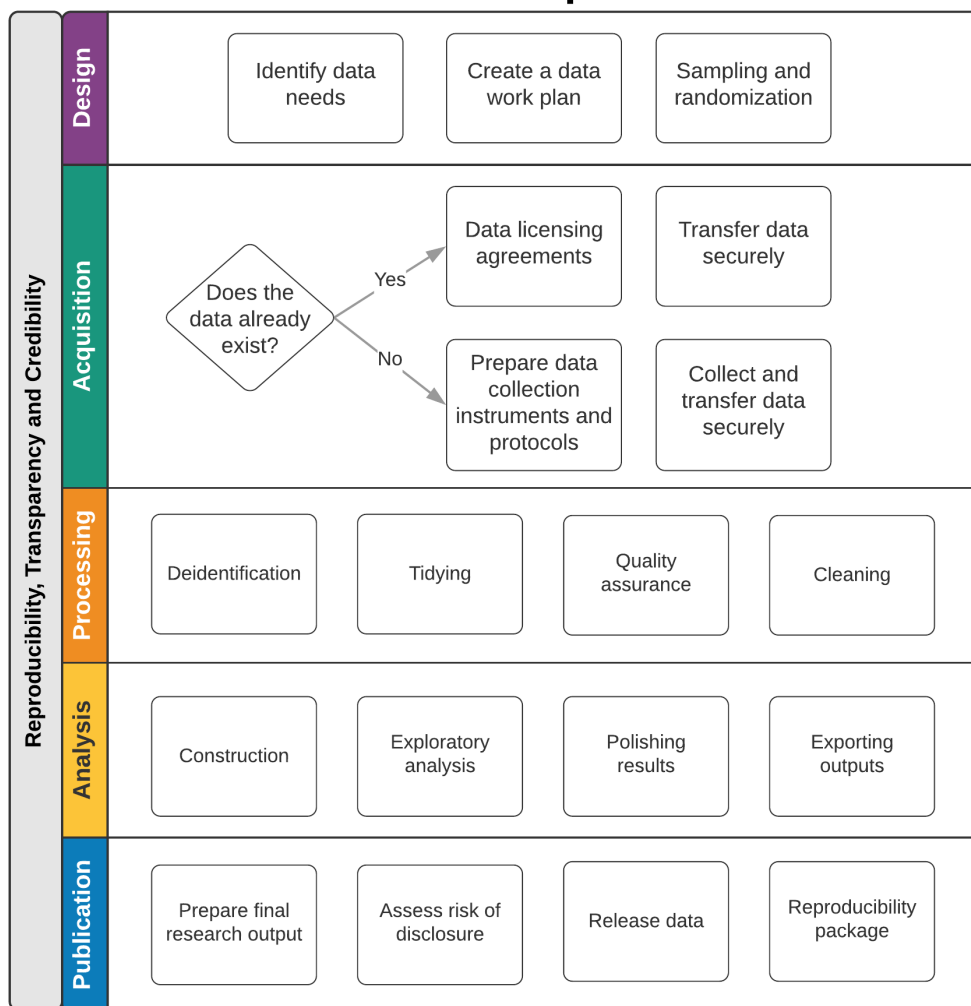 Reproducibility, Transparency and Credibility
Design
Identify data
needs
Create a data
work plan
Sampling and
randomization
Acquisition
Does the
data already
exist?
Yes
No
Data licensing
agreements
Transfer data
securely
Prepare data
collection
instruments and
protocols
Collect and
transfer data
securely
Processing
Deidentification
Tidying
Quality
assurance
Cleaning
Analysis
Construction
Exploratory
analysis
Polishing
results
Exporting
outputs
Publication
Prepare final
research output
Assess risk of
disclosure
Release data
Reproducibility
package